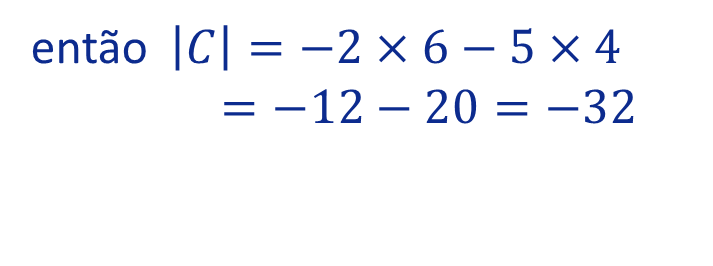 então |C| = −2 × 6 − 5 × 4
= −12 − 20 = −32